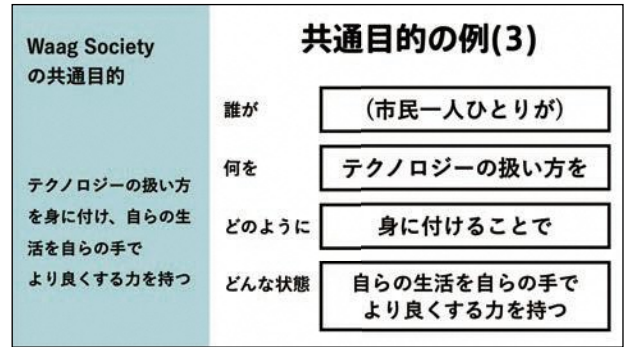 Waag Society
の共通目的
テクノロジーの扱い方
を身に付け、自らの生
活を自らの手で
より良くする力を持つ
共通目的の例(3)
誰が
(市民一人ひとりが)
何を
テクノロジーの扱い方を
どのように
身に付けることで
どんな状態
自らの生活を自らの手で
より良くする力を持つ